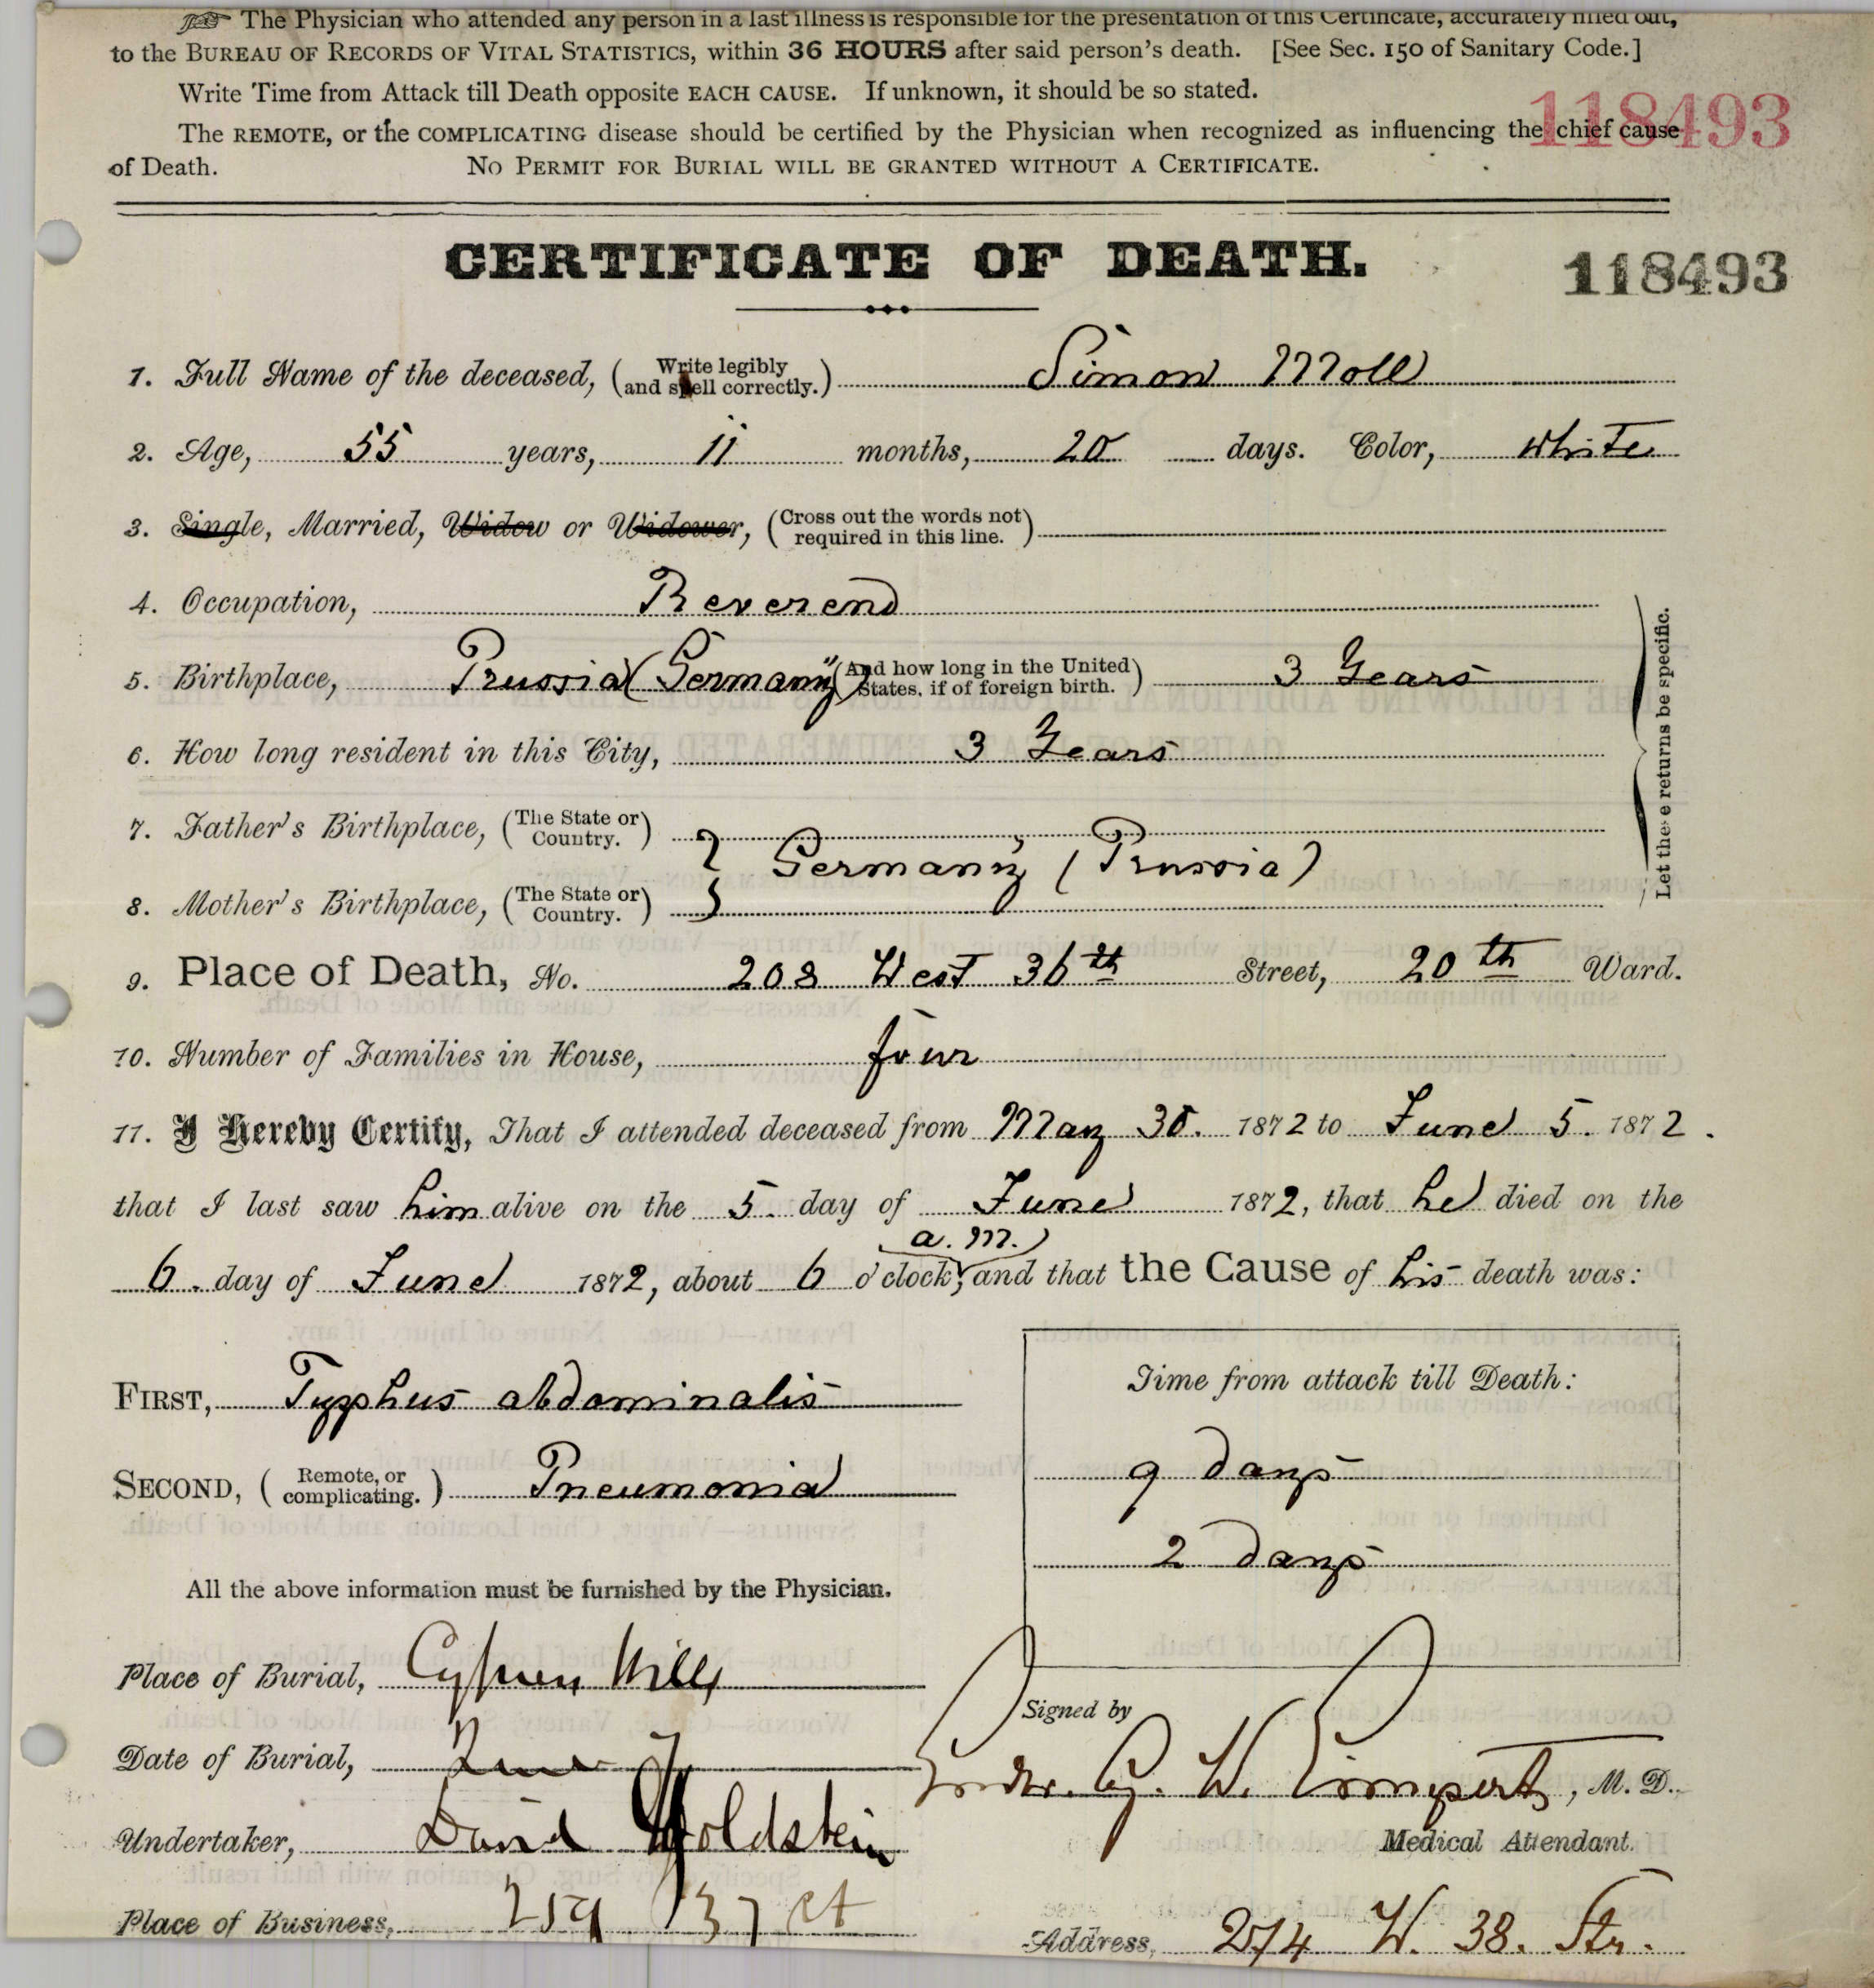 ☞ The Physician who attended any person in a last illness is responsible for the presentation of this Certificate, accurately filled out,
to the BUREAU OF RECORDS OF VITAL STATISTICS, within 36 HOURS after said person's death. [See Sec. 150 of Sanitary Code.]
Write Time from Attack till Death opposite EACH CAUSE. If unknown, it should be so stated.
The REMOTE, or the COMPLICATING disease should be certified by the Physician when recognized as influencing the chief cause
118493
of Death. NO PERMIT FOR BURIAL WILL BE GRANTED WITHOUT A CERTIFICATE.
CERTIFICATE OF DEATH. 118493
1. Full Name of the deceased, (Write legibly and spell correctly.) Simon Moll
2. Age, 55 years, 11 months, 20 days. Color, White
3. Single, Married, Widow or Widower, (Cross out the words not required in this line.)
4. Occupation, Reverend
5. Birthplace, Prussia (Germany) (And how long in the United States, if of foreign birth.) 3 Years
6. How long resident in this City, 3 Years
7. Father's Birthplace, (The State or Country.)
Germany (Prussia)
8. Mother's Birthplace, (The State or Country.)
Let these returns be specific.
9. Place of Death, No. 208 West 36th Street, 20th Ward.
10. Number of Families in House, four
11. I Hereby Certify, That I attended deceased from May 30. 1872 to June 5. 1872.
that I last saw him alive on the 5. day of June 1872, that he died on the
a. m.
6. day of June 1872, about 6 o'clock, and that the Cause of his death was:
Time from attack till Death:
FIRST, Typhus abdominalis
9 days
SECOND, (Remote, or complicating.) Pneumonia
2 days
All the above information must be furnished by the Physician.
Place of Burial, Cypress Hills
Signed by
Date of Burial, June 7
G. W. Rimpert, M. D.
Undertaker, David Goldstein
Medical Attendant.
Place of Business, 259 W 37 St
Address, 274 W. 38. Str.